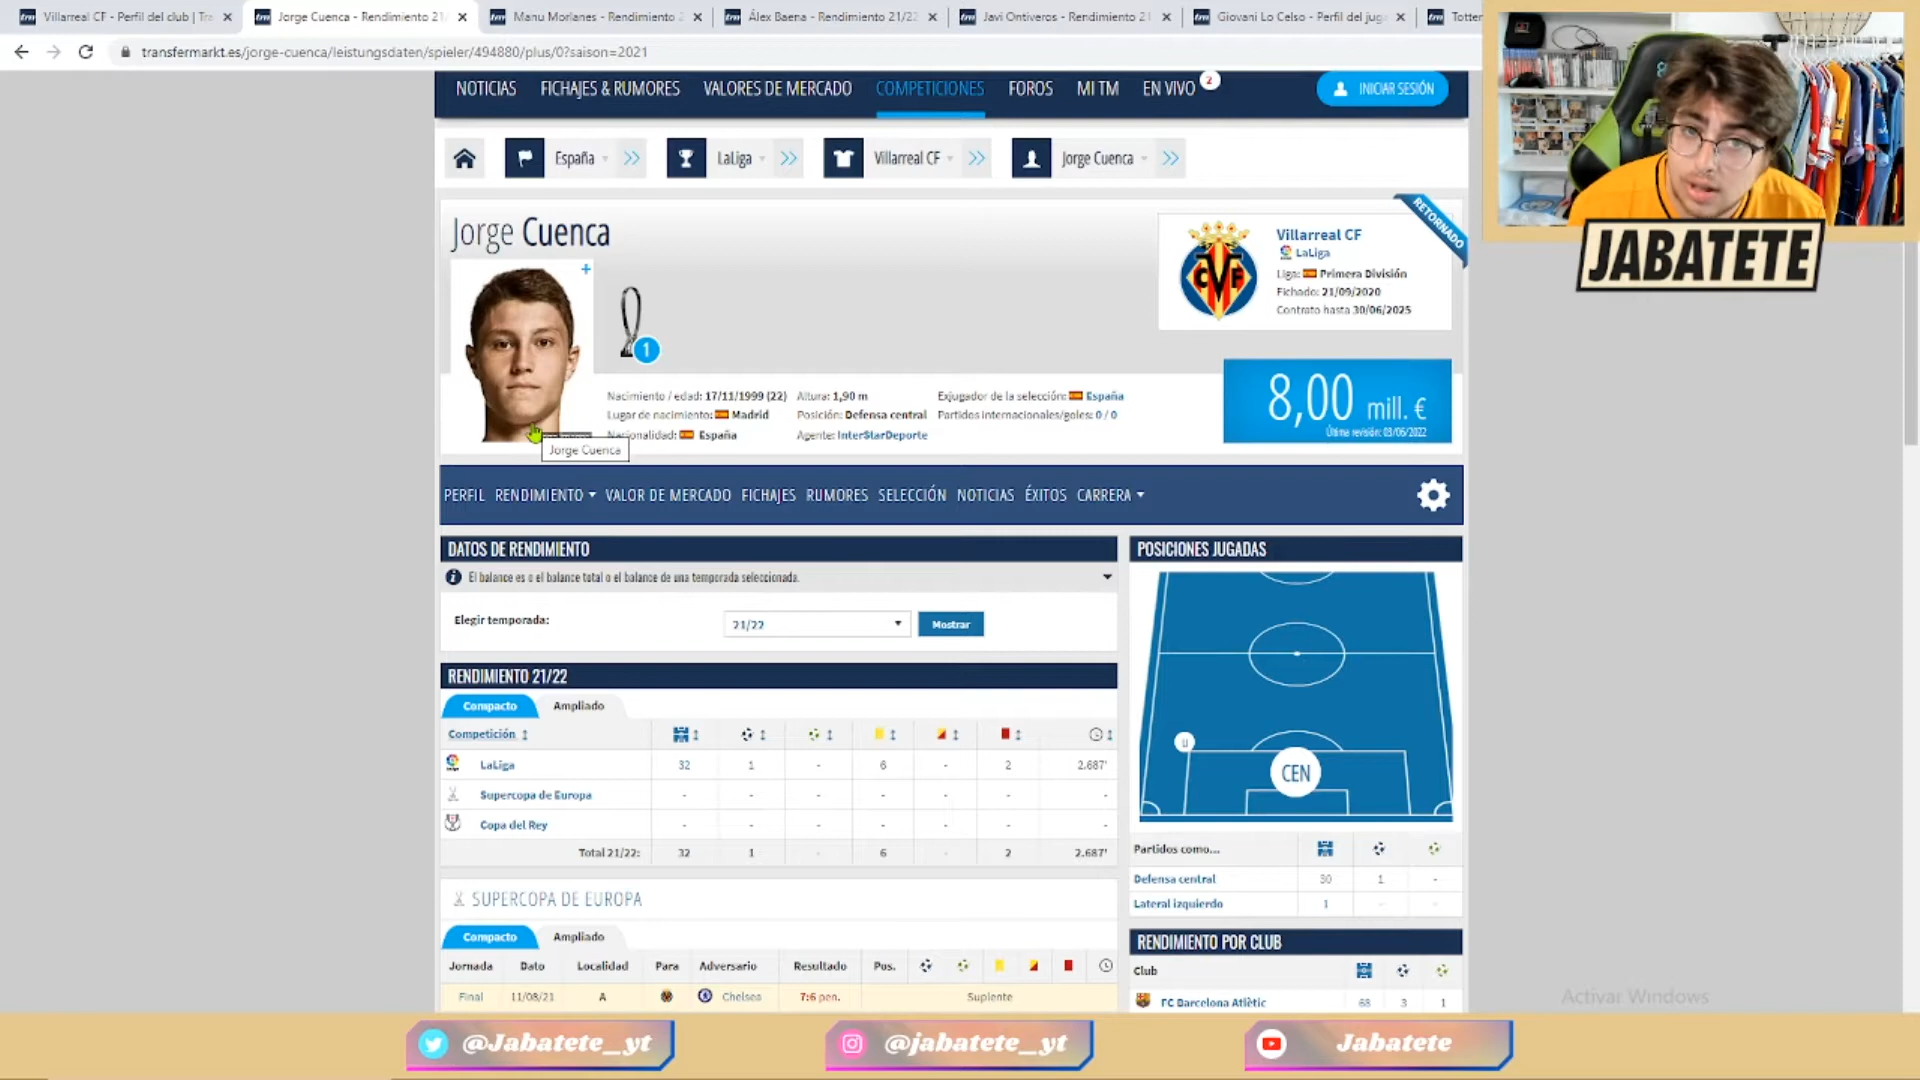 Villarreal CF - Perfil del club | Tra
Jorge Cuenca - Rendimiento 21
Manu Morlanes - Rendimiento 2
Álex Baena - Rendimiento 21/22
Javi Ontiveros - Rendimiento 21
Giovani Lo Celso - Perfil del jug
Totter
transfermarkt.es/jorge-cuenca/leistungsdaten/spieler/494880/plus/0?saison=2021
NOTICIAS FICHAJES & RUMORES VALORES DE MERCADO COMPETICIONES FOROS MI TM EN VIVO 2 INICIAR SESIÓN
España LaLiga Villarreal CF Jorge Cuenca
JABATETE
Jorge Cuenca
RETORNADO
Villarreal CF
LaLiga
Liga: Primera División
Fichado: 21/09/2020
Contrato hasta 30/06/2025
CVF
1
8,00 mill. €
Última revisión: 03/06/2022
Nacimiento / edad: 17/11/1999 (22) Altura: 1,90 m Exjugador de la selección: España
Lugar de nacimiento: Madrid Posición: Defensa central Partidos internacionales/goles: 0 / 0
Nacionalidad: España Agente: InterStarDeporte
Jorge Cuenca
PERFIL RENDIMIENTO VALOR DE MERCADO FICHAJES RUMORES SELECCIÓN NOTICIAS ÉXITOS CARRERA
DATOS DE RENDIMIENTO
El balance es o el balance total o el balance de una temporada seleccionada.
Elegir temporada: 21/22 Mostrar
RENDIMIENTO 21/22
Compacto Ampliado
Competición
LaLiga 32 1 - 6 - 2 2.687'
Supercopa de Europa - - - - - - -
Copa del Rey - - - - - - -
Total 21/22: 32 1 - 6 - 2 2.687'
SUPERCOPA DE EUROPA
Compacto Ampliado
Jornada Dato Localidad Para Adversario Resultado Pos.
Final 11/08/21 A Chelsea 7:6 pen. Suplente
POSICIONES JUGADAS
LI
CEN
Partidos como...
Defensa central 30 1 -
Lateral izquierdo 1 - -
RENDIMIENTO POR CLUB
Club
FC Barcelona Atlètic 68 3 1
Activar Windows
@Jabatete_yt
@jabatete_yt
Jabatete